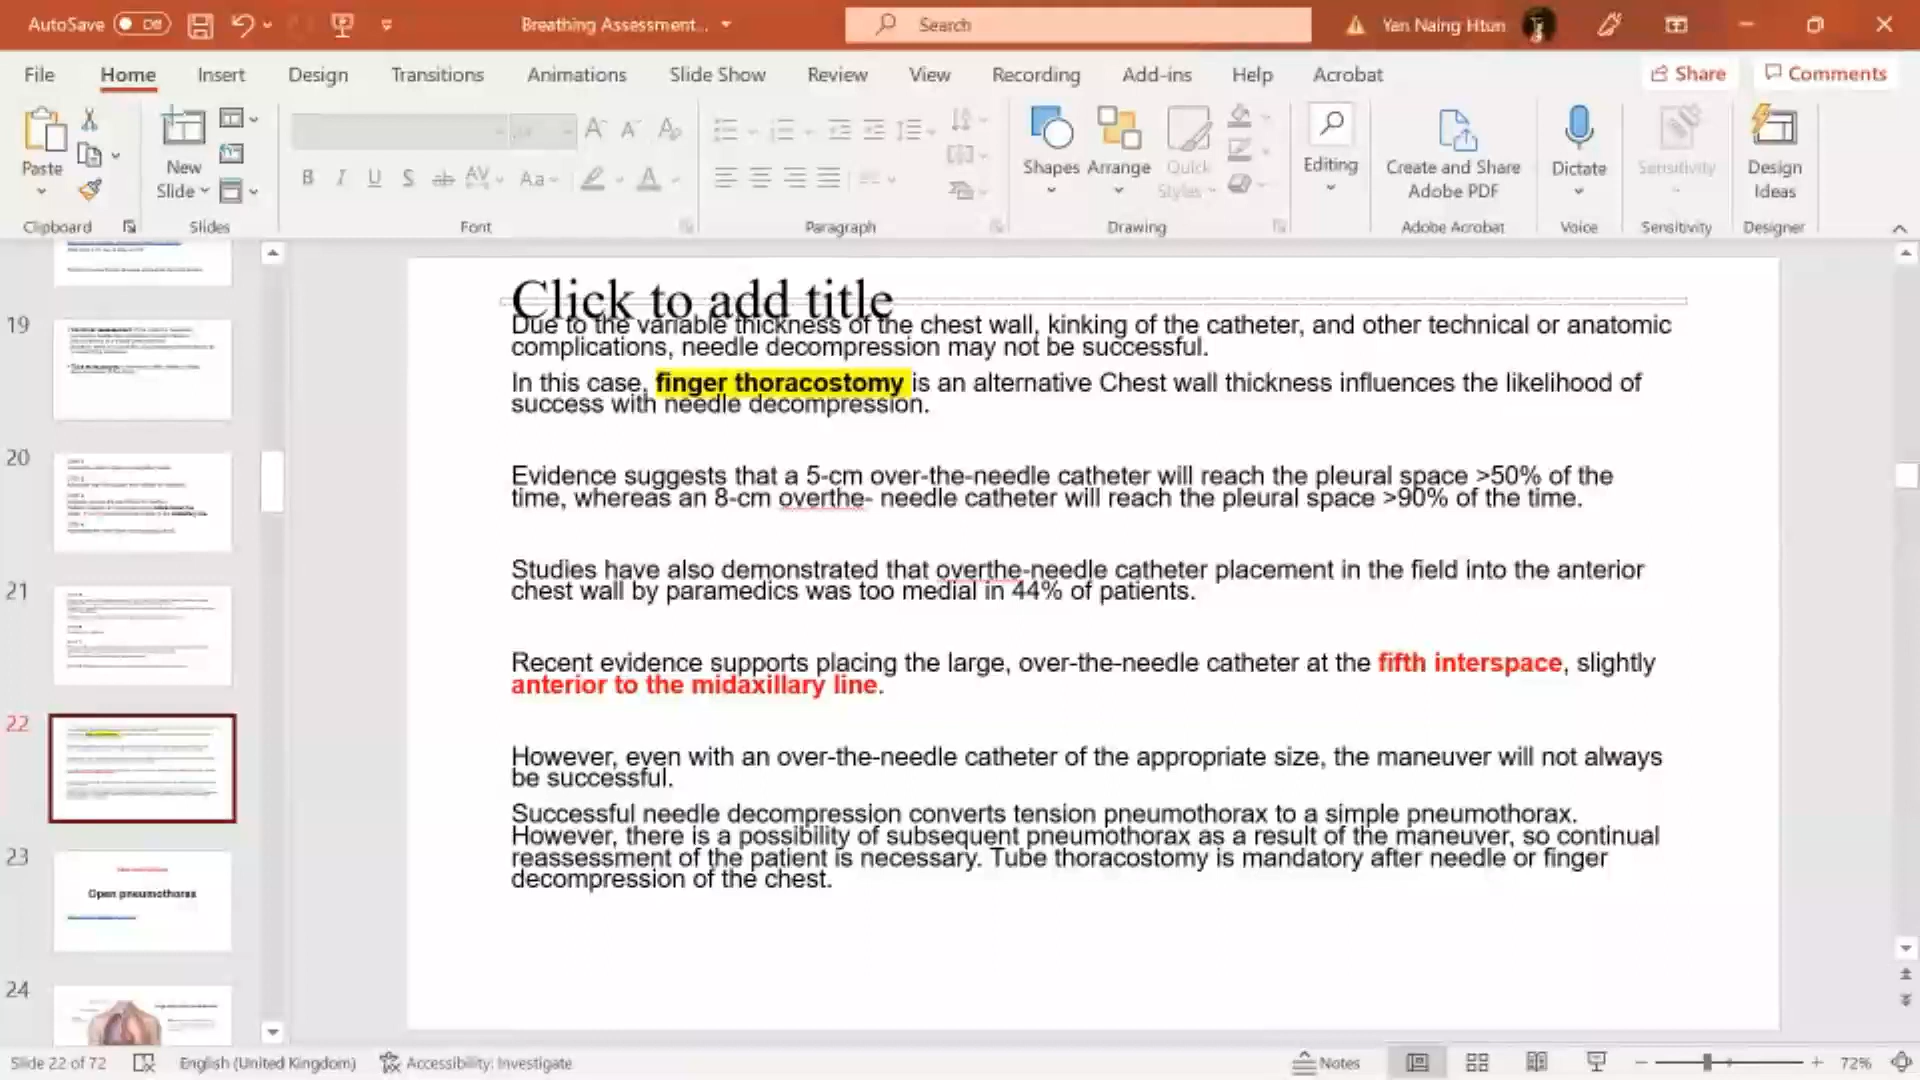 AutoSave Off Breathing Assessment... Search Yan Naing Htun
File Home Insert Design Transitions Animations Slide Show Review View Recording Add-ins Help Acrobat Share Comments
Paste New Slide Shapes Arrange Quick Styles Editing Create and Share Adobe PDF Dictate Sensitivity Design Ideas
Clipboard Slides Font Paragraph Drawing Adobe Acrobat Voice Sensitivity Designer
19
20
21
22
23
Open pneumothorax
24
Click to add title
Due to the variable thickness of the chest wall, kinking of the catheter, and other technical or anatomic
complications, needle decompression may not be successful.
In this case, finger thoracostomy is an alternative Chest wall thickness influences the likelihood of
success with needle decompression.
Evidence suggests that a 5-cm over-the-needle catheter will reach the pleural space >50% of the
time, whereas an 8-cm overthe- needle catheter will reach the pleural space >90% of the time.
Studies have also demonstrated that overthe-needle catheter placement in the field into the anterior
chest wall by paramedics was too medial in 44% of patients.
Recent evidence supports placing the large, over-the-needle catheter at the fifth interspace, slightly
anterior to the midaxillary line.
However, even with an over-the-needle catheter of the appropriate size, the maneuver will not always
be successful.
Successful needle decompression converts tension pneumothorax to a simple pneumothorax.
However, there is a possibility of subsequent pneumothorax as a result of the maneuver, so continual
reassessment of the patient is necessary. Tube thoracostomy is mandatory after needle or finger
decompression of the chest.
Slide 22 of 72 English (United Kingdom) Accessibility: Investigate Notes 72%